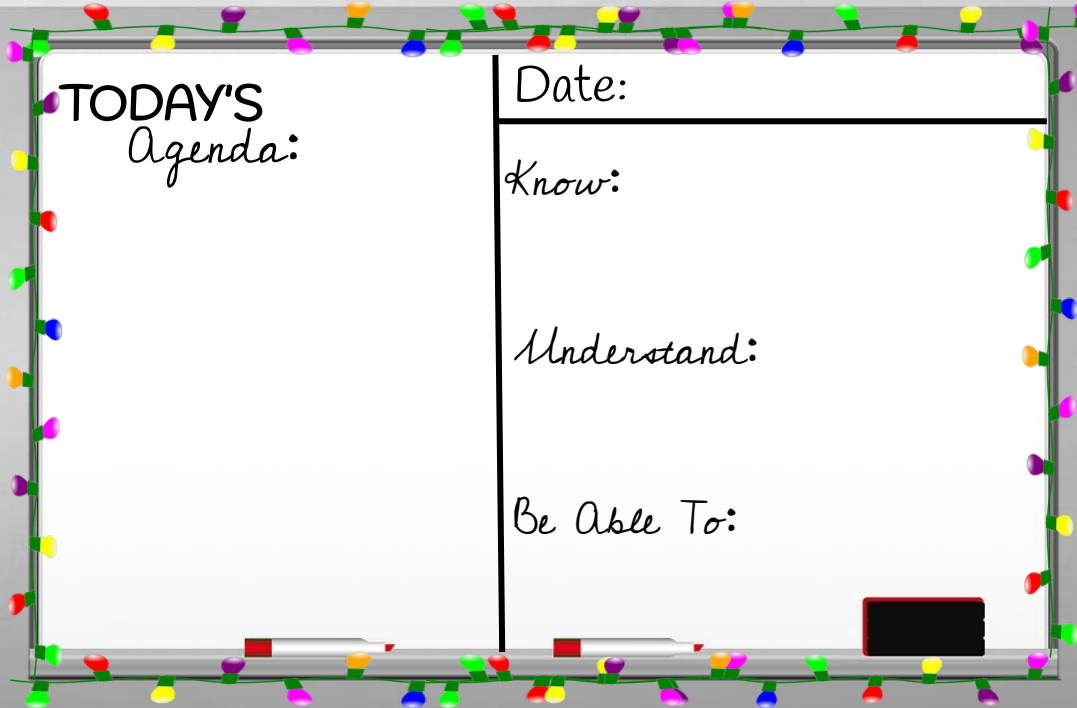 TODAY'S
Agenda:
Date:
Know:
Understand:
Be Able To: